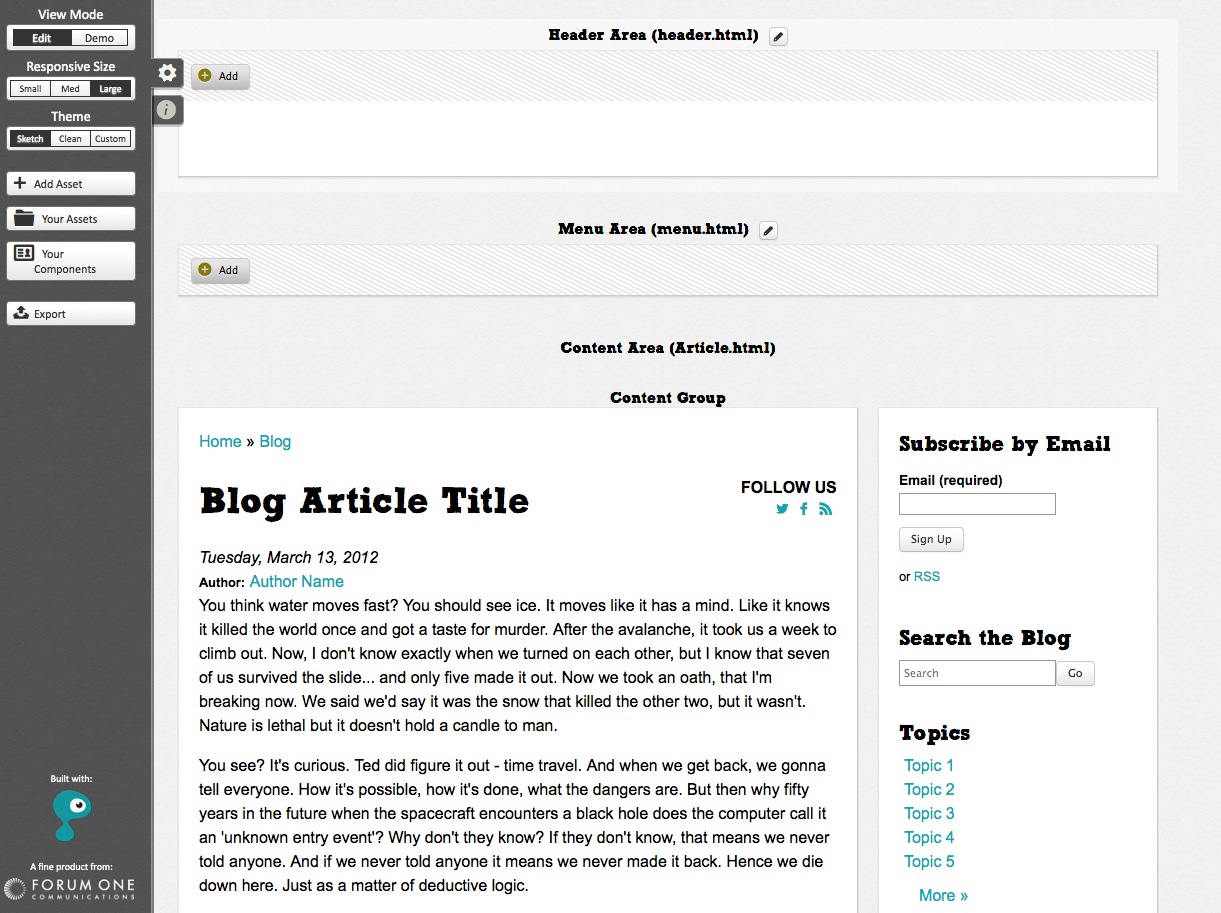 View Mode
Edit Demo
Responsive Size
Small Med Large
Theme
Sketch Clean Custom
Add Asset
Your Assets
Your
Components
Export
Built with:
A fine product from:
FORUM ONE
COMMUNICATIONS
i
Header Area (header.html)
Add
Menu Area (menu.html)
Add
Content Area (Article.html)
Content Group
Home » Blog
Blog Article Title
FOLLOW US
Tuesday, March 13, 2012
Author: Author Name
You think water moves fast? You should see ice. It moves like it has a mind. Like it knows
it killed the world once and got a taste for murder. After the avalanche, it took us a week to
climb out. Now, I don't know exactly when we turned on each other, but I know that seven
of us survived the slide... and only five made it out. Now we took an oath, that I'm
breaking now. We said we'd say it was the snow that killed the other two, but it wasn't.
Nature is lethal but it doesn't hold a candle to man.
You see? It's curious. Ted did figure it out - time travel. And when we get back, we gonna
tell everyone. How it's possible, how it's done, what the dangers are. But then why fifty
years in the future when the spacecraft encounters a black hole does the computer call it
an 'unknown entry event'? Why don't they know? If they don't know, that means we never
told anyone. And if we never told anyone it means we never made it back. Hence we die
down here. Just as a matter of deductive logic.
Subscribe by Email
Email (required)
Sign Up
or RSS
Search the Blog
Search Go
Topics
Topic 1
Topic 2
Topic 3
Topic 4
Topic 5
More »